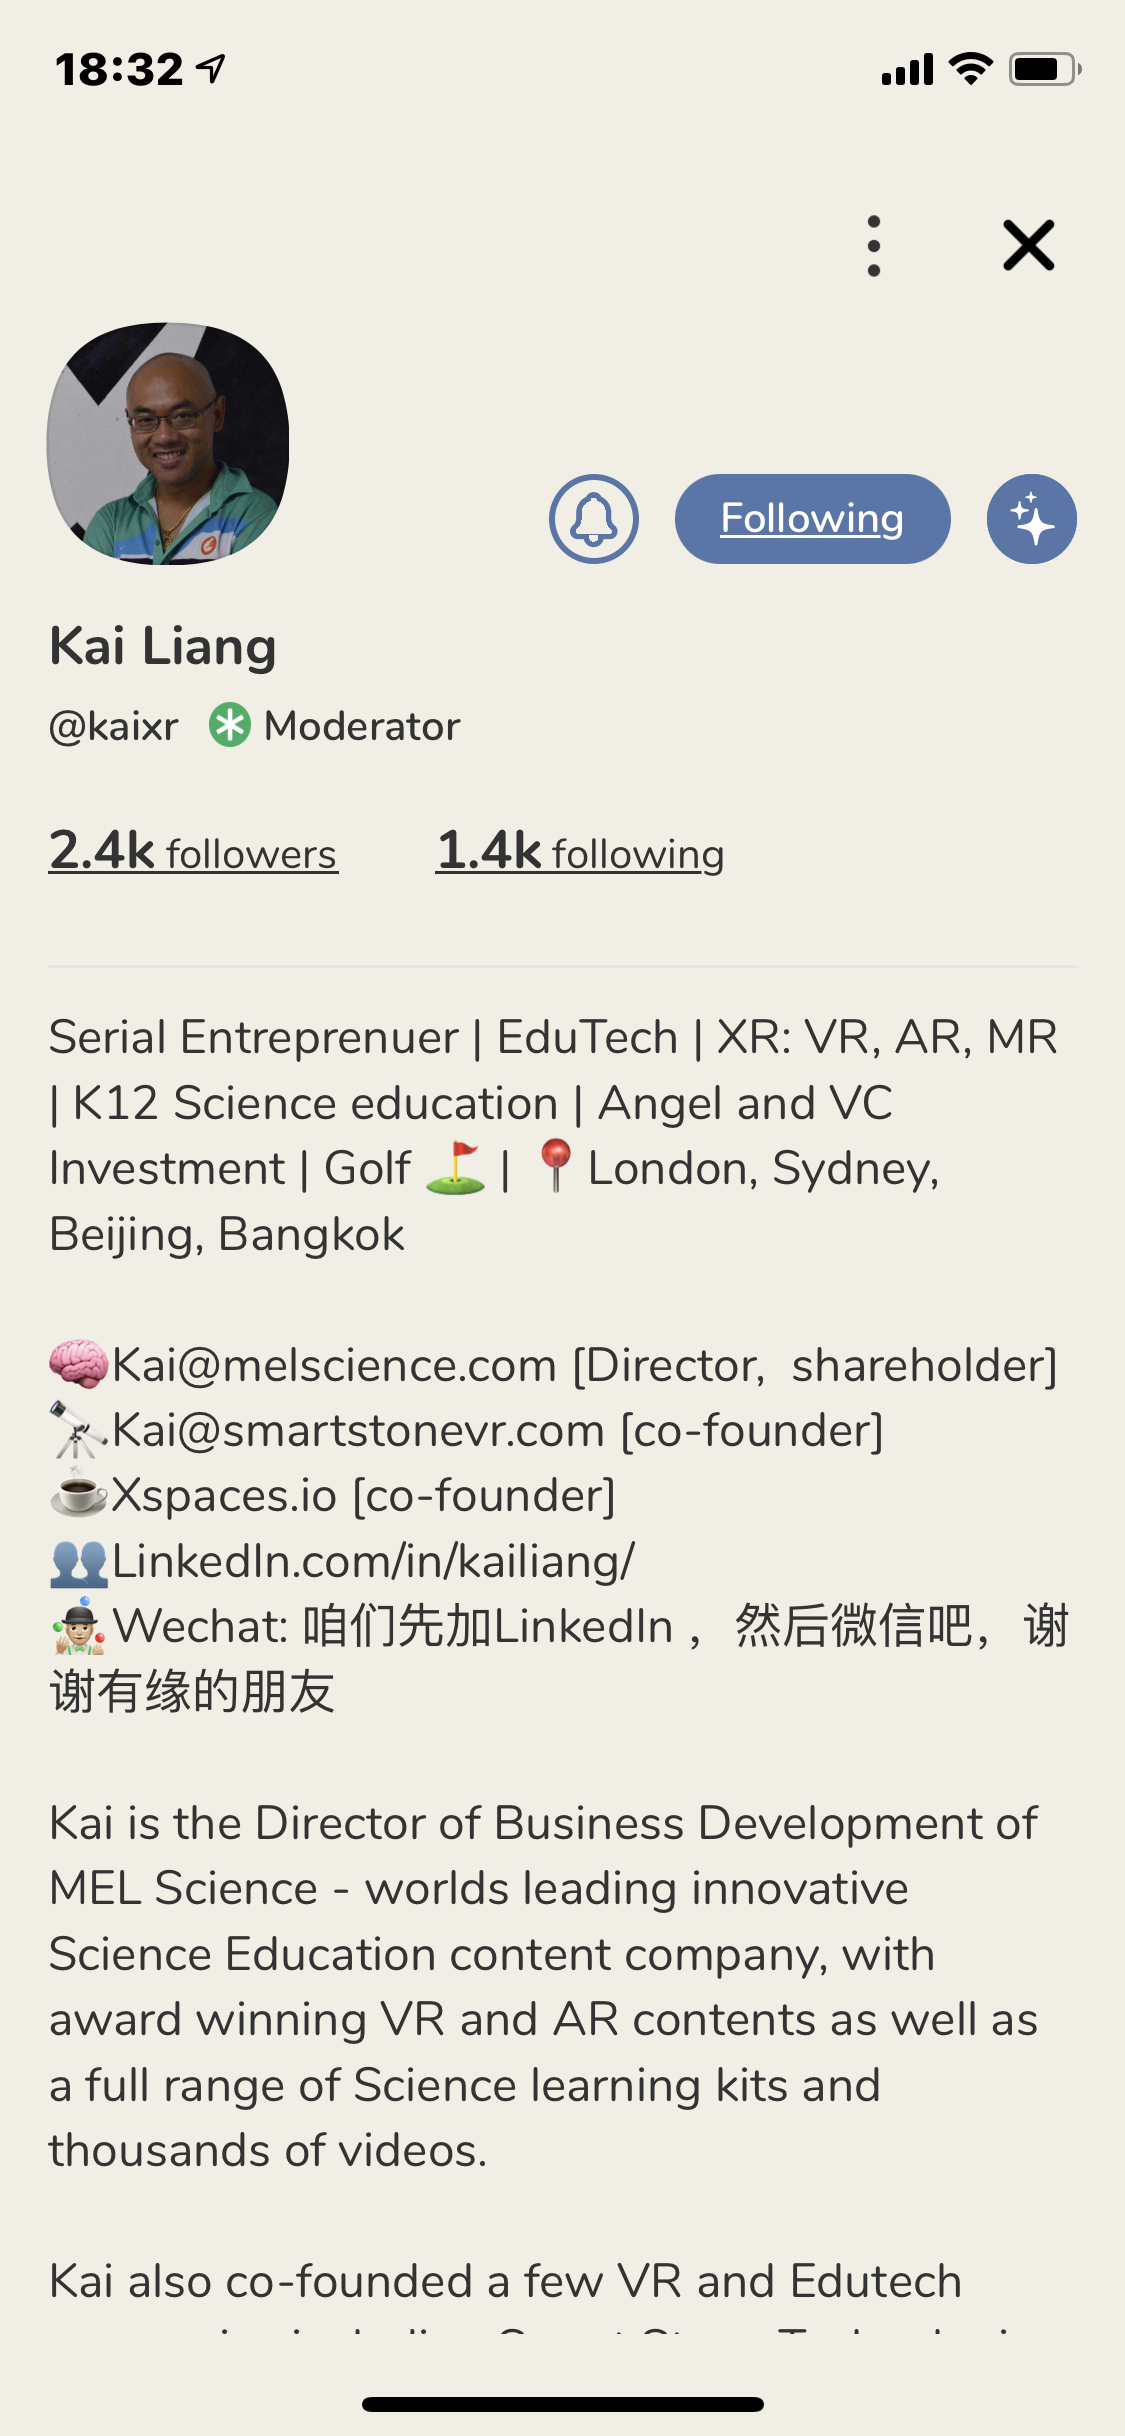 18:32
Following
Kai Liang
@kaixr Moderator
2.4k followers 1.4k following
Serial Entreprenuer | EduTech | XR: VR, AR, MR
| K12 Science education | Angel and VC
Investment | Golf ⛳ | 📍London, Sydney,
Beijing, Bangkok
🧠Kai@melscience.com [Director, shareholder]
🔭Kai@smartstonevr.com [co-founder]
☕Xspaces.io [co-founder]
👥LinkedIn.com/in/kailiang/
🤹🏼Wechat: 咱们先加LinkedIn ，然后微信吧，谢
谢有缘的朋友
Kai is the Director of Business Development of
MEL Science - worlds leading innovative
Science Education content company, with
award winning VR and AR contents as well as
a full range of Science learning kits and
thousands of videos.
Kai also co-founded a few VR and Edutech